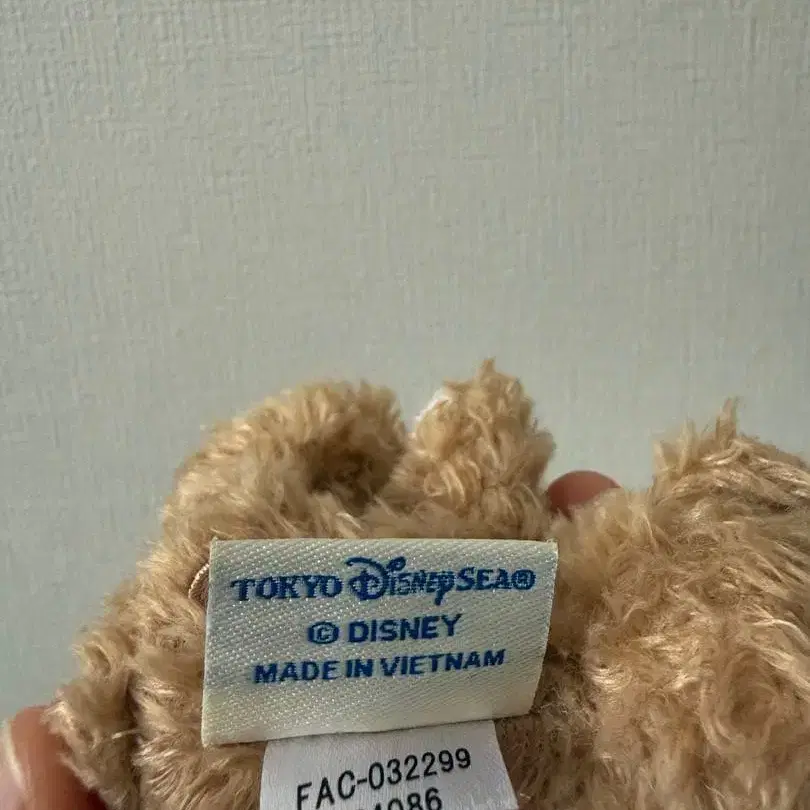 TOKYO DISNEYSEA®
© DISNEY
MADE IN VIETNAM
FAC-032299